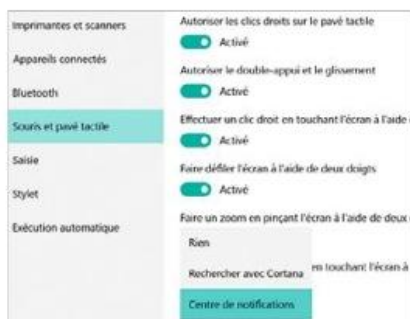 Imprimantes et scanners
Appareils connectés
Bluetooth
Souris et pavé tactile
Saisie
Stylet
Exécution automatique
Autoriser les clics droits sur le pavé tactile
Activé
Autoriser le double-appui et le glissement
Activé
Effectuer un clic droit en touchant l'écran à l'aide
Activé
Faire défiler l'écran à l'aide de deux doigts
Activé
Faire un zoom en pinçant l'écran à l'aide de deux
Rien
Rechercher avec Cortana
en touchant l'écran à
Centre de notifications